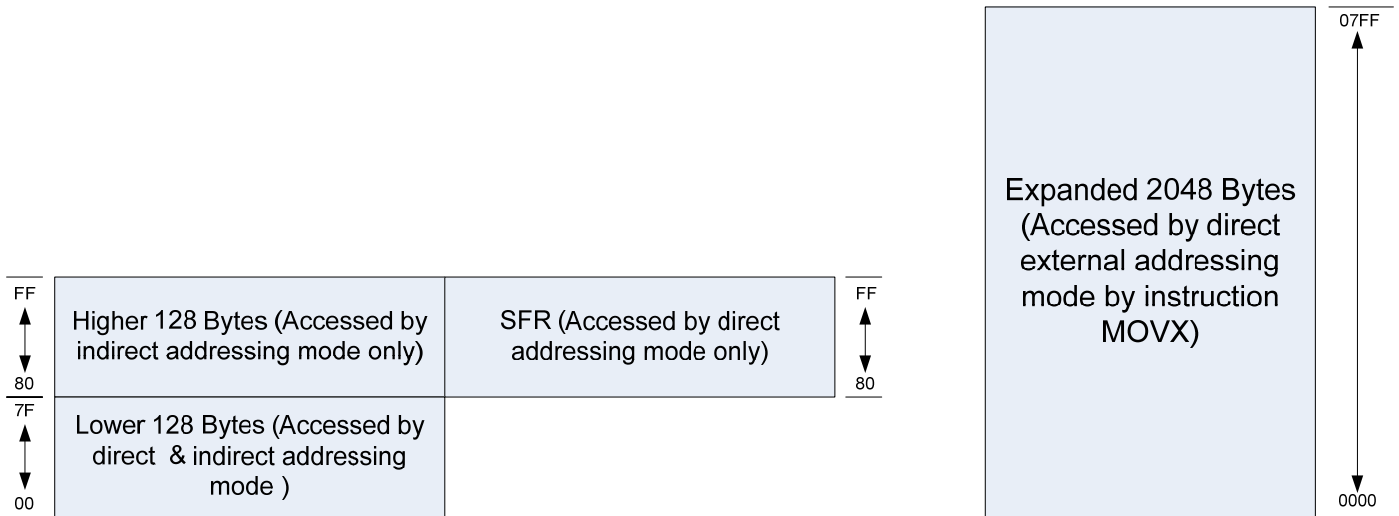 FF
80
7F
00
Higher 128 Bytes (Accessed by
indirect addressing mode only)
SFR (Accessed by direct
addressing mode only)
FF
80
Lower 128 Bytes (Accessed by
direct & indirect addressing
mode )
Expanded 2048 Bytes
(Accessed by direct
external addressing
mode by instruction
MOVX)
07FF
0000